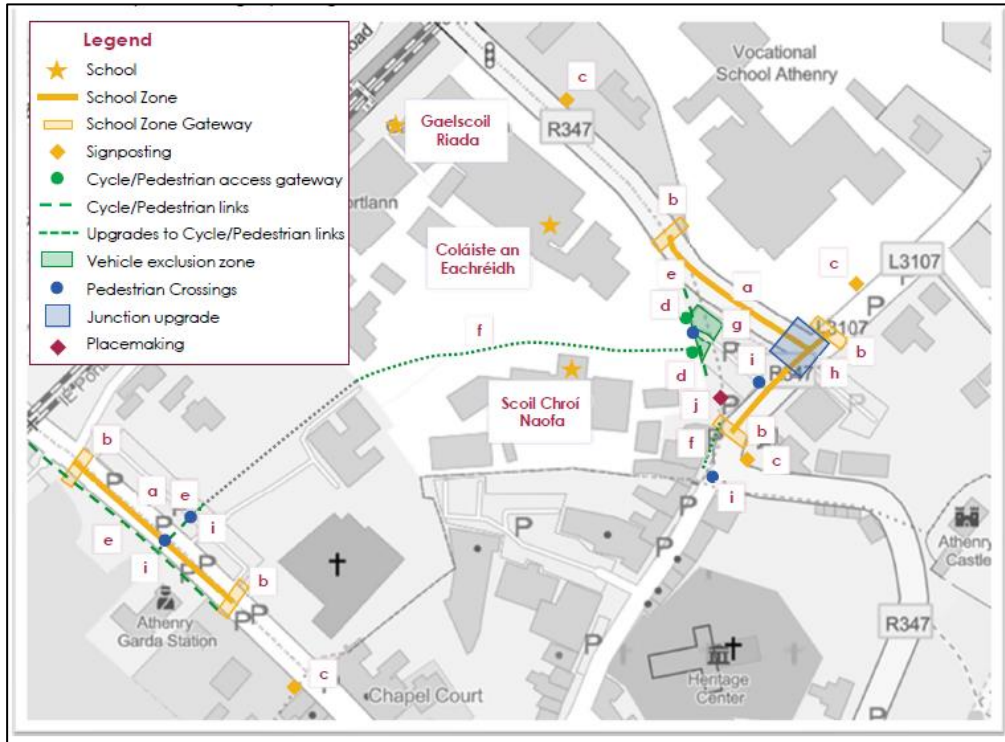 Legend
School
School Zone
School Zone Gateway
Signposting
Cycle/Pedestrian access gateway
Cycle/Pedestrian links
Upgrades to Cycle/Pedestrian links
Vehicle exclusion zone
Pedestrian Crossings
Junction upgrade
Placemaking
Vocational
School Athenry
c
R347
Gaelscoil
Riada
b
Coláiste an
Eachréidh
e
c
L3107
a
d
P
L3107
g
f
P
i
b
R347
h
d
P
Scoil Chroí
Naofa
j
P
b
f
c
i
b
a
e
P
i
P
e
P
i
P
b
P
P
P
Athenry
Garda Station
c
Chapel Court
P
P
P
Athenry
Castle
R347
Heritage
Center
P